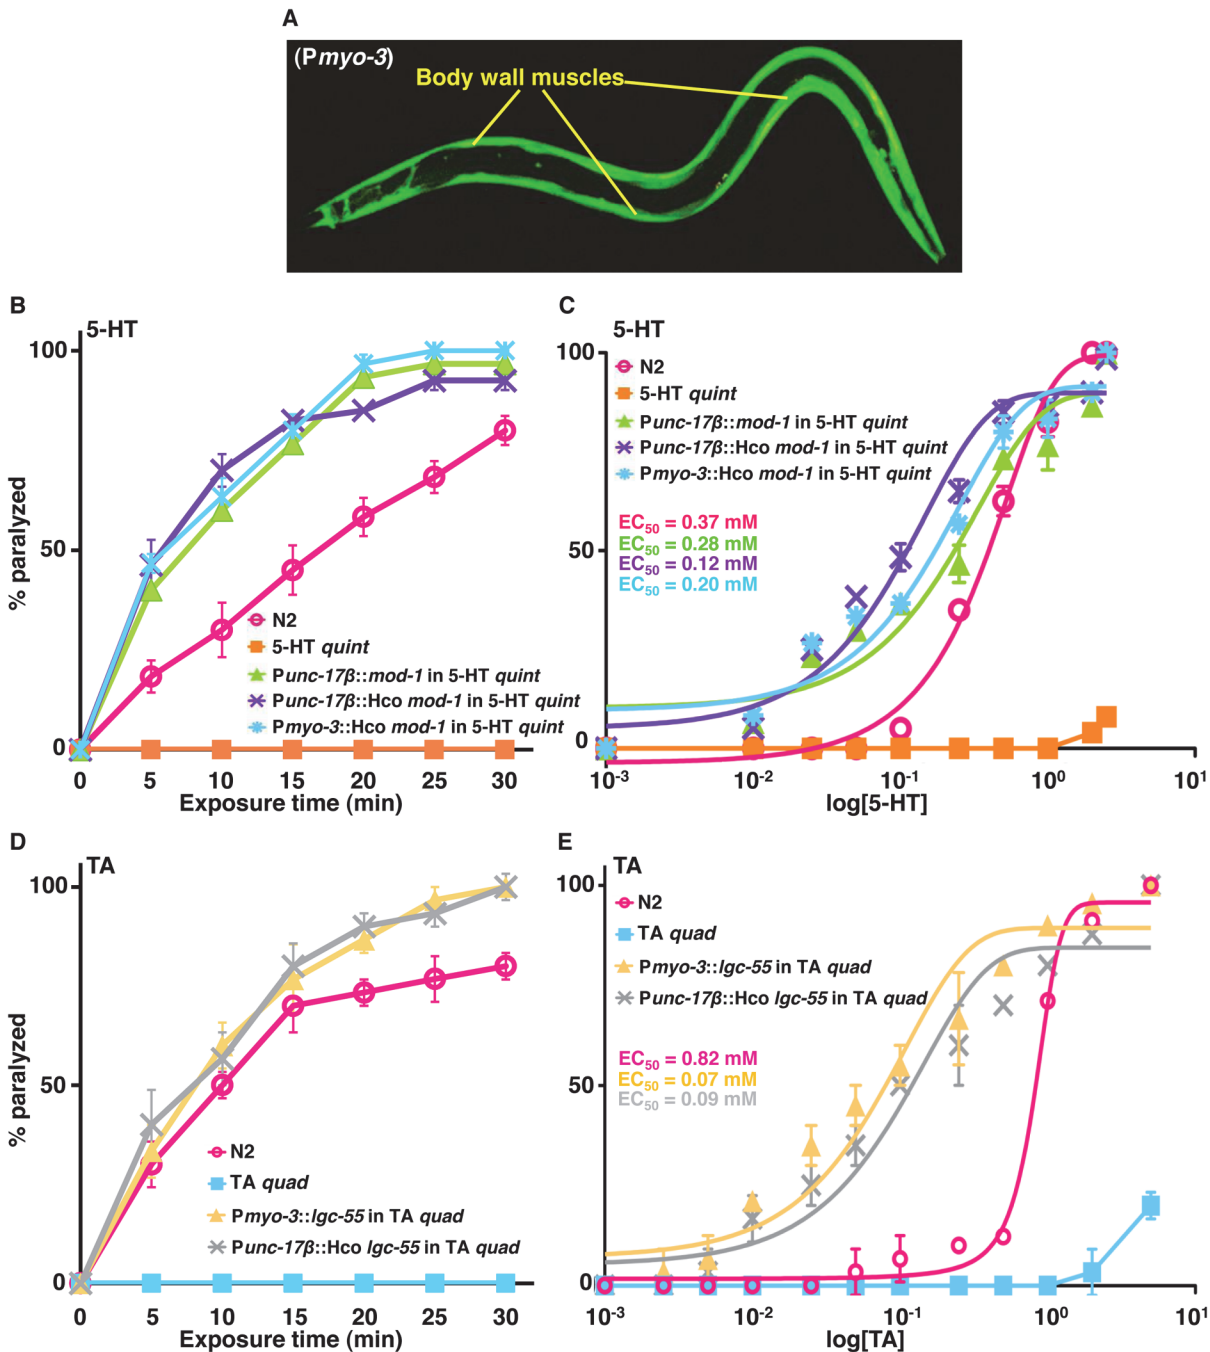 A
(Pmyo-3)
Body wall muscles
B
5-HT
100
50
0
% paralyzed
N2
5-HT quint
Punc-17β::mod-1 in 5-HT quint
Punc-17β::Hco mod-1 in 5-HT quint
Pmyo-3::Hco mod-1 in 5-HT quint
0 5 10 15 20 25 30
Exposure time (min)
C
5-HT
100
50
0
N2
5-HT quint
Punc-17β::mod-1 in 5-HT quint
Punc-17β::Hco mod-1 in 5-HT quint
Pmyo-3::Hco mod-1 in 5-HT quint
EC50 = 0.37 mM
EC50 = 0.28 mM
EC50 = 0.12 mM
EC50 = 0.20 mM
10-3 10-2 10-1 100 101
log[5-HT]
D
TA
100
50
0
% paralyzed
N2
TA quad
Pmyo-3::lgc-55 in TA quad
Punc-17β::Hco lgc-55 in TA quad
0 5 10 15 20 25 30
Exposure time (min)
E
TA
100
50
0
N2
TA quad
Pmyo-3::lgc-55 in TA quad
Punc-17β::Hco lgc-55 in TA quad
EC50 = 0.82 mM
EC50 = 0.07 mM
EC50 = 0.09 mM
10-3 10-2 10-1 100 101
log[TA]